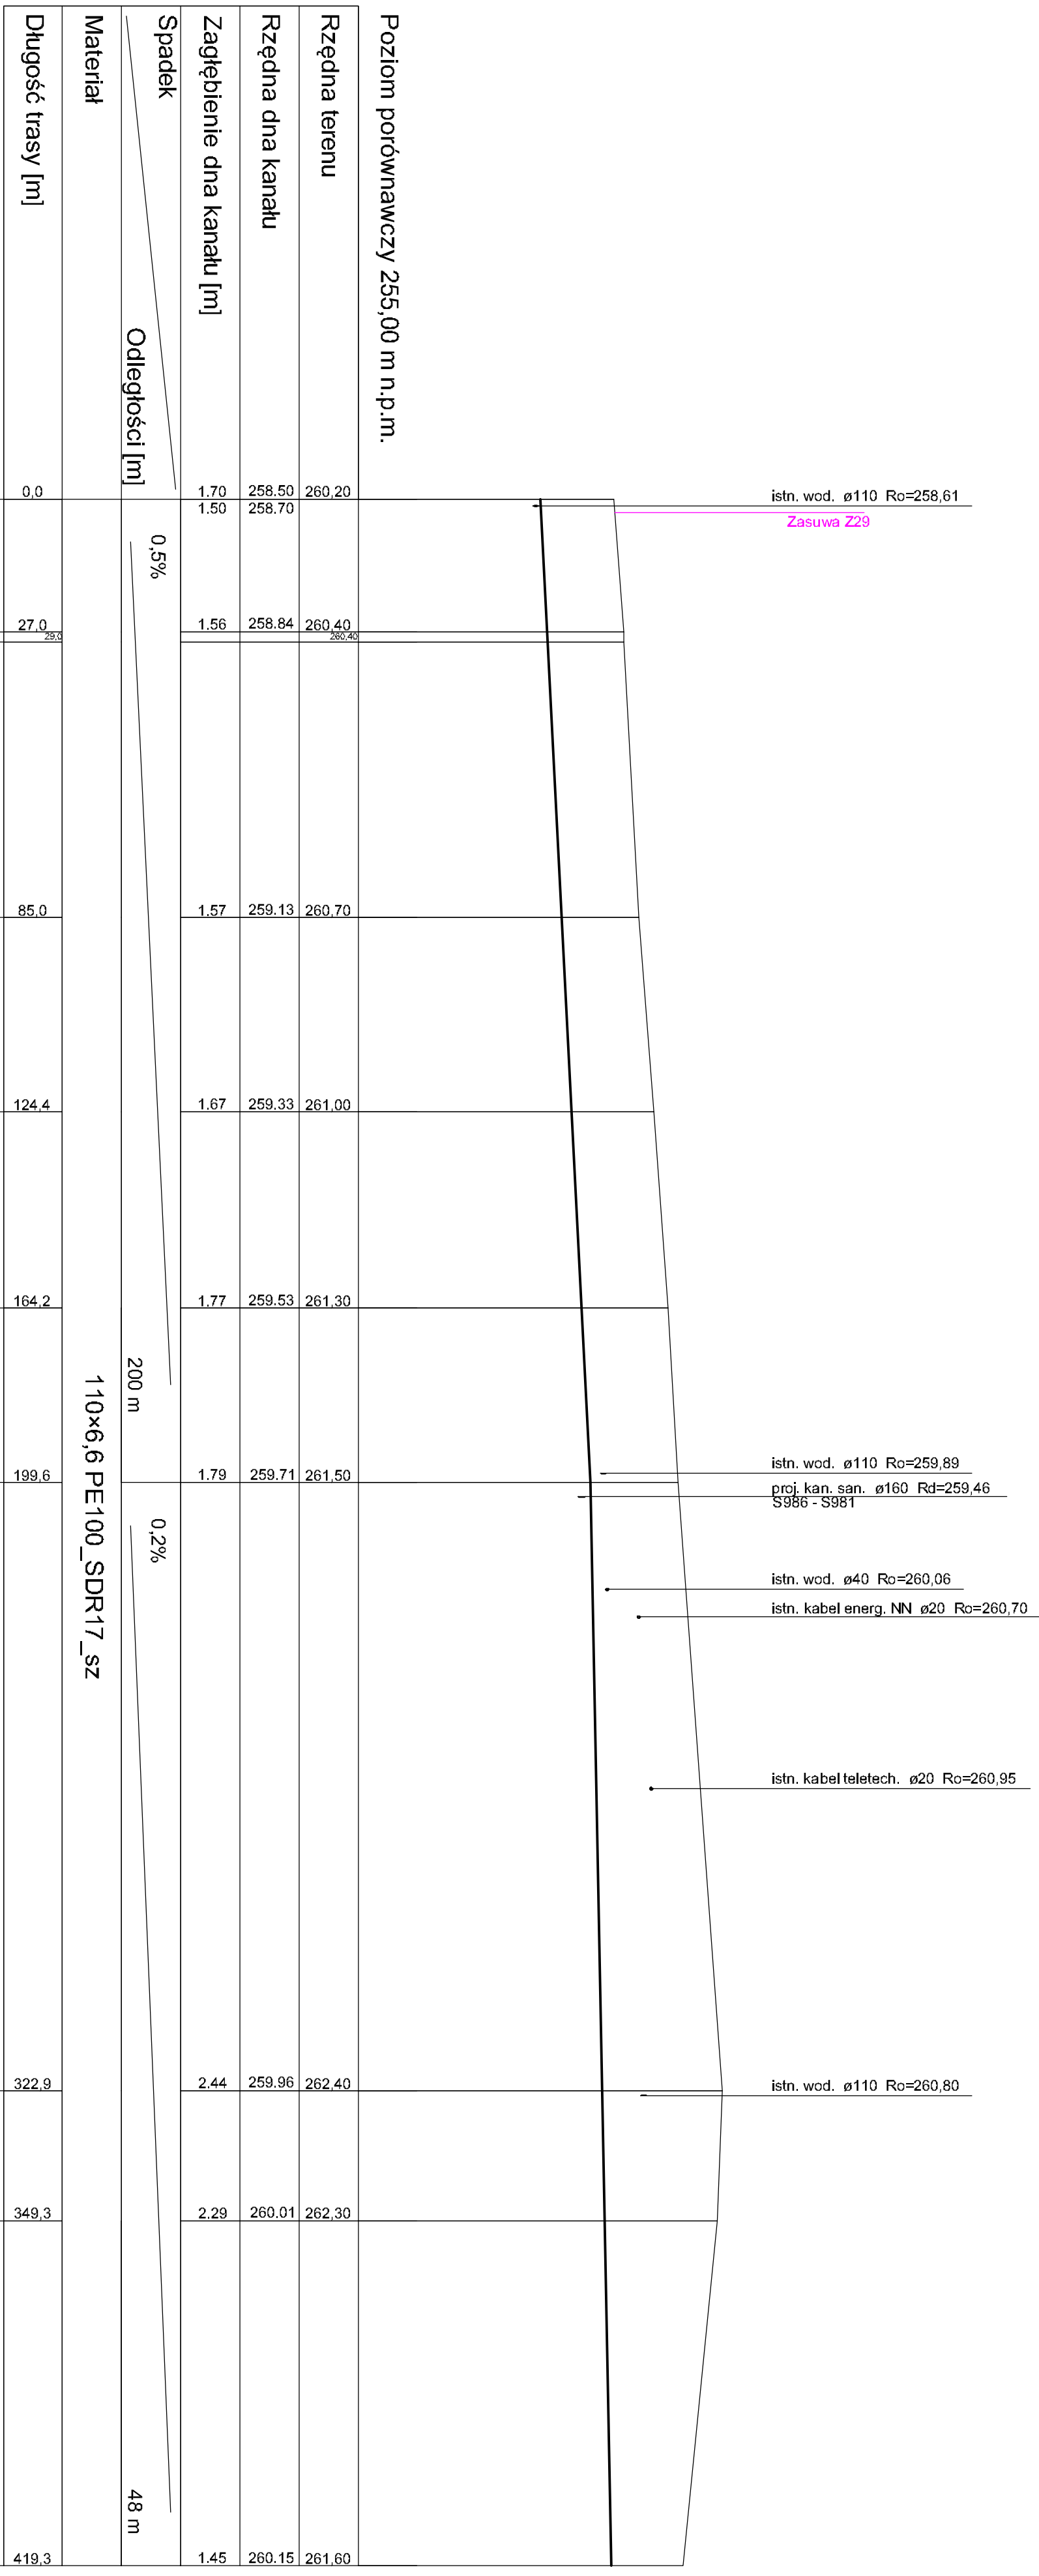 Poziom porównawczy 255,00 m n.p.m.
Rzędna terenu
Rzędna dna kanału
Zagłębienie dna kanału [m]
Spadek
Odległości [m]
Materiał
Długość trasy [m]
0,0
1.70
258.50
260,20
1.50
258.70
istn. wod. ø110 Ro=258,61
Zasuwa Z29
0,5%
27,0
1.56
258.84
260,40
29,0
260,40
85,0
1.57
259.13
260,70
124,4
1.67
259.33
261,00
164,2
1.77
259.53
261,30
200 m
110×6,6 PE100_SDR17_sz
istn. wod. ø110 Ro=259,89
199,6
1.79
259.71
261,50
proj. kan. san. ø160 Rd=259,46
S986 - S981
0,2%
istn. wod. ø40 Ro=260,06
istn. kabel energ. NN ø20 Ro=260,70
istn. kabel teletech. ø20 Ro=260,95
322,9
2.44
259.96
262,40
istn. wod. ø110 Ro=260,80
349,3
2.29
260.01
262,30
48 m
419,3
1.45
260.15
261,60